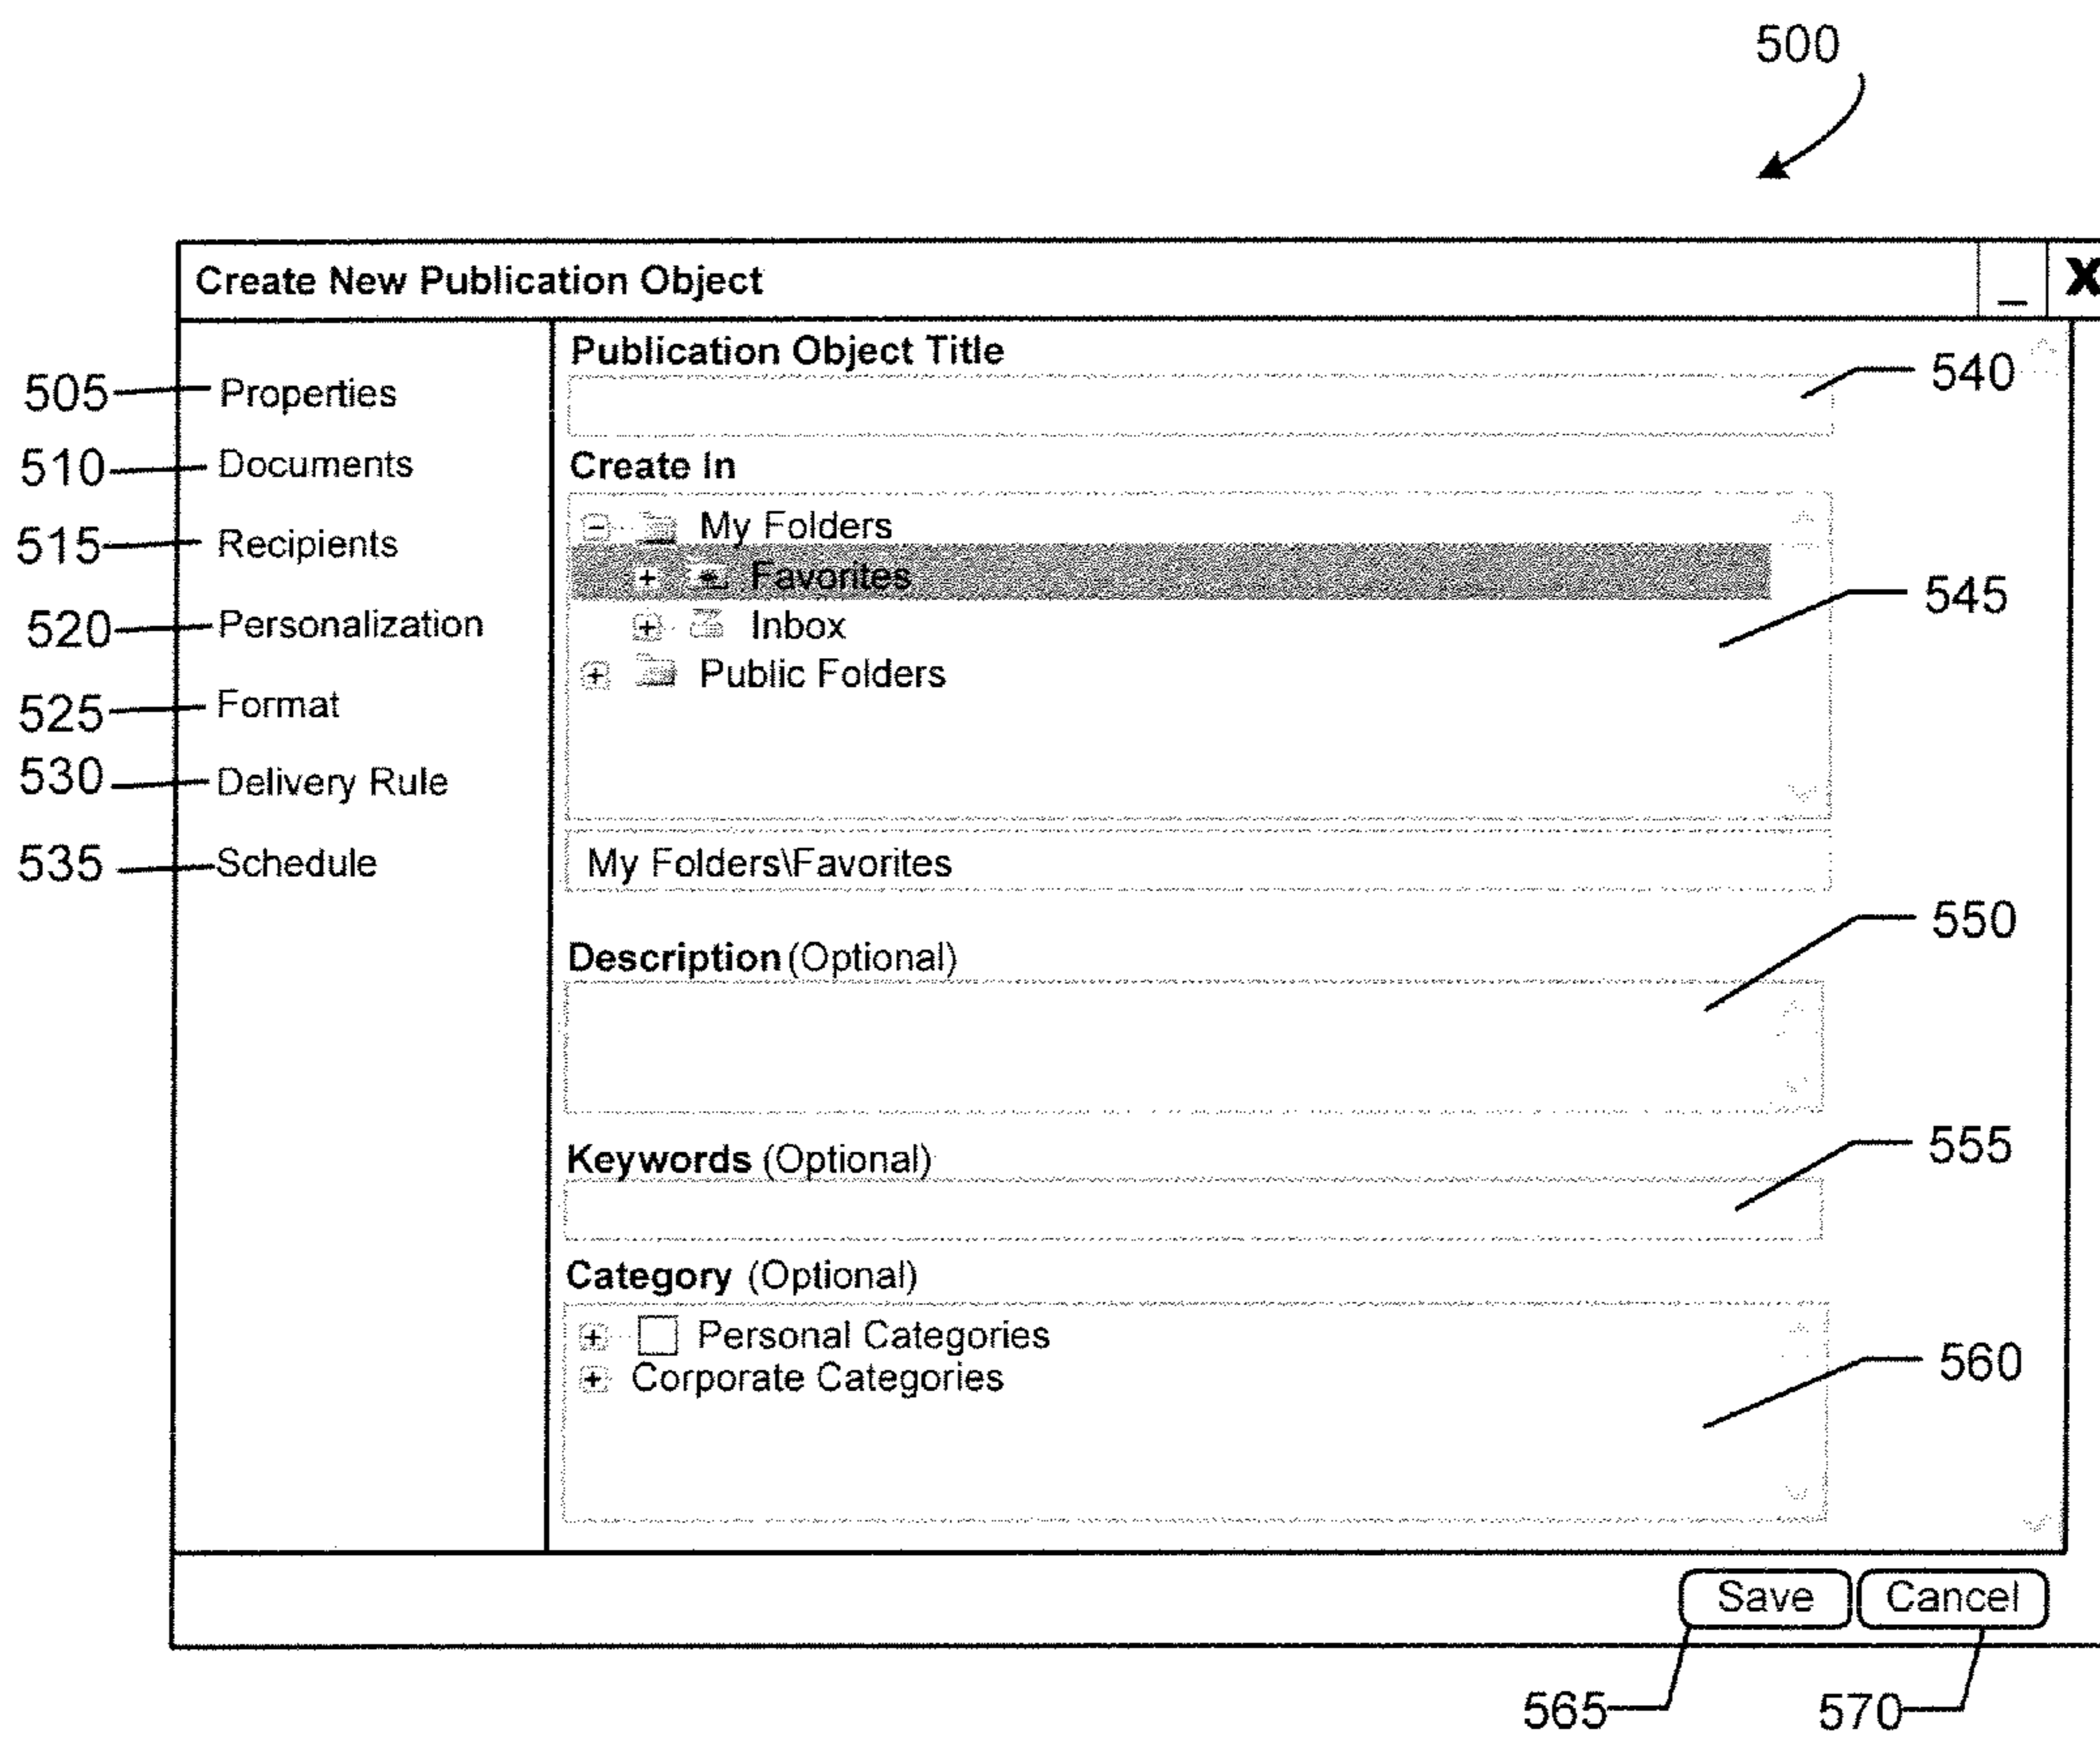 500
Create New Publication Object _ X
Publication Object Title
540
505 Properties
Create In
510 Documents
My Folders
515 Recipients
Favorites
545
520 Personalization
Inbox
Public Folders
525 Format
530 Delivery Rule
535 Schedule
My Folders\Favorites
550
Description (Optional)
555
Keywords (Optional)
Category (Optional)
Personal Categories
560
Corporate Categories
Save Cancel
565 570